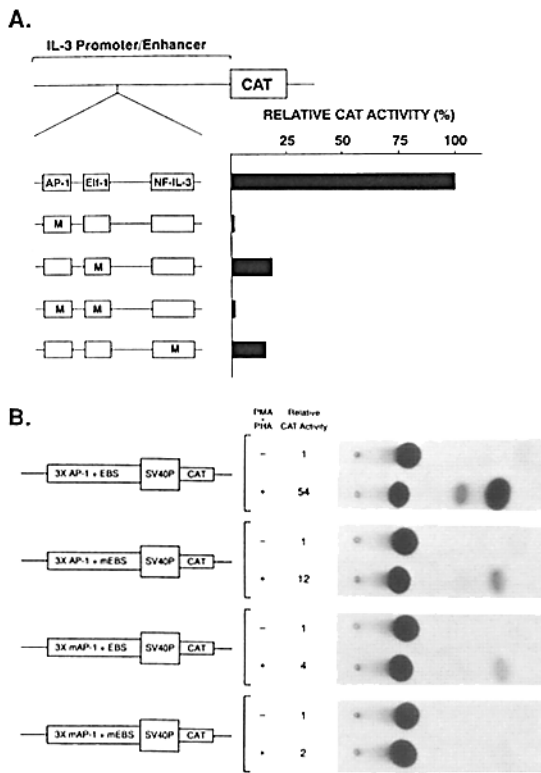 A.
IL-3 Promoter/Enhancer
CAT
RELATIVE CAT ACTIVITY (%)
25 50 75 100
AP-1 Elf-1 NF-IL-3
M
M
M M
M
B.
PMA + PHA
Relative CAT Activity
3X AP-1 + EBS SV40P CAT
- 1
+ 54
3X AP-1 + mEBS SV40P CAT
- 1
+ 12
3X mAP-1 + EBS SV40P CAT
- 1
+ 4
3X mAP-1 + mEBS SV40P CAT
- 1
+ 2